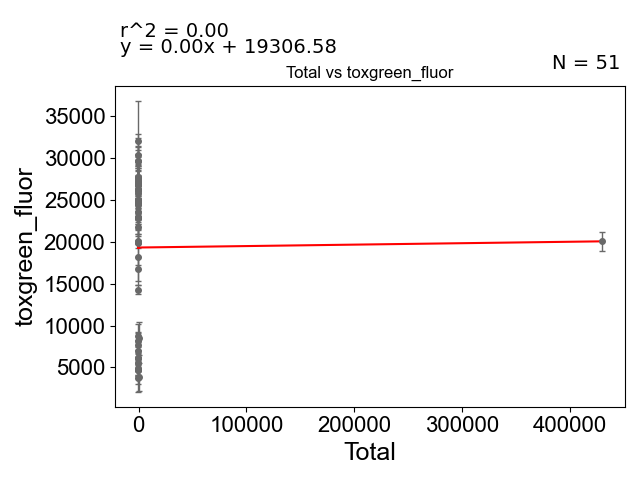 r^2 = 0.00
y = 0.00x + 19306.58
N = 51
Total vs toxgreen_fluor
35000
30000
25000
20000
15000
10000
5000
toxgreen_fluor
0
100000
200000
300000
400000
Total